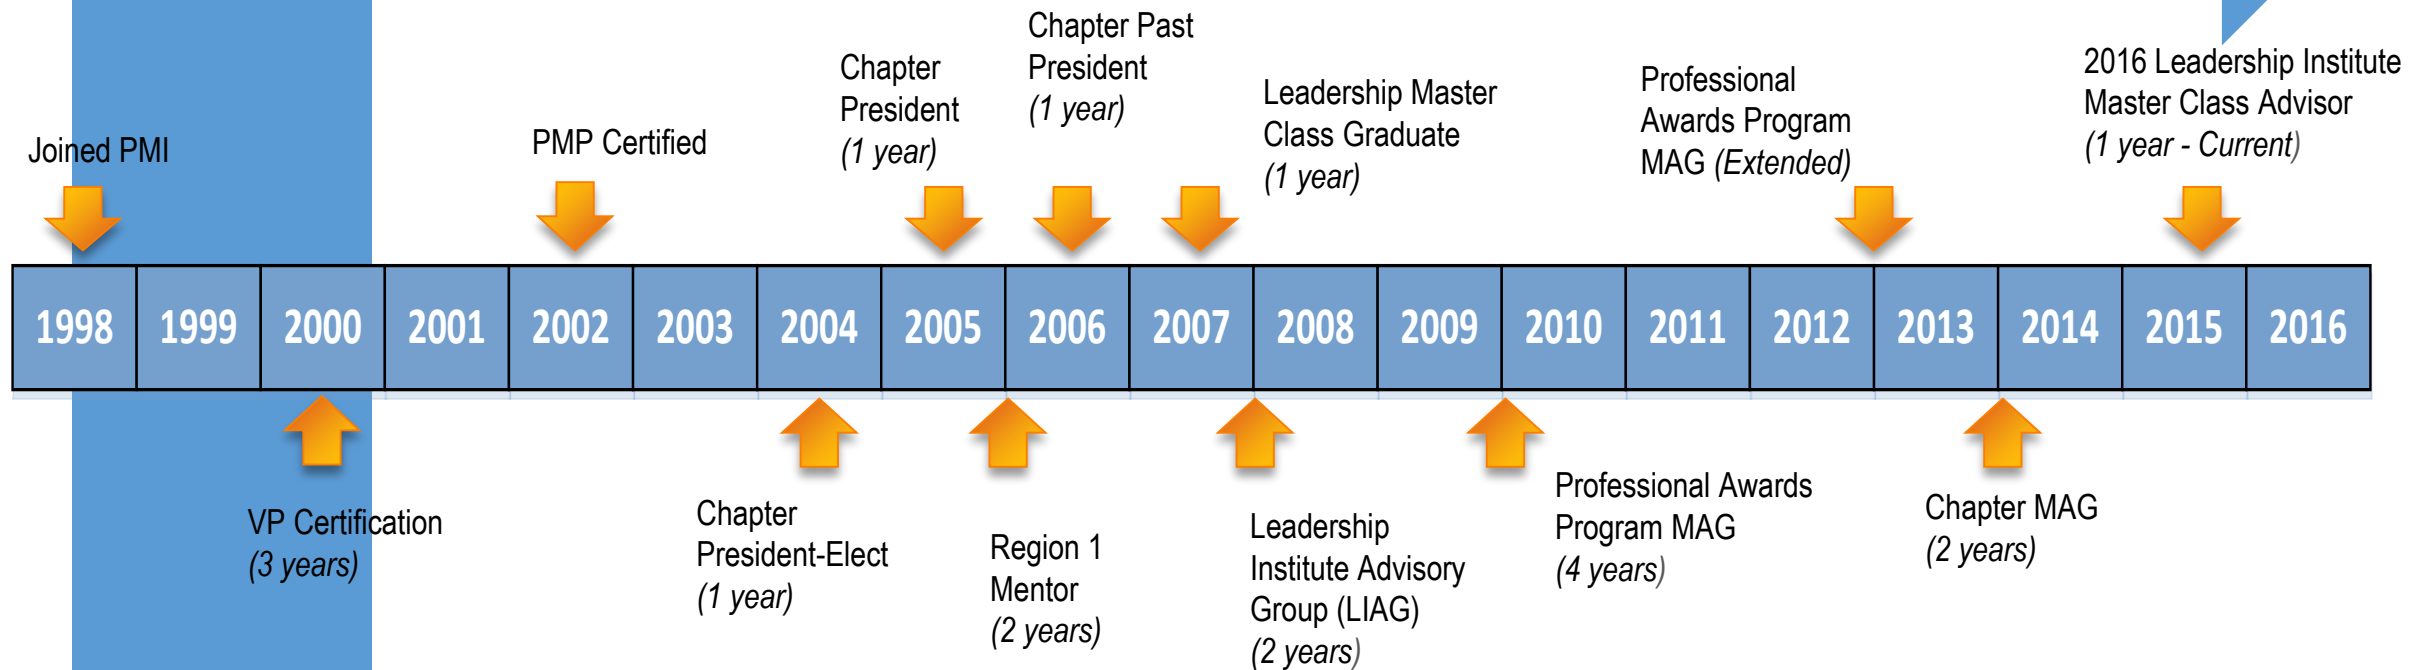 Joined PMI
PMP Certified
Chapter
President
(1 year)
Chapter Past
President
(1 year)
Leadership Master
Class Graduate
(1 year)
Professional
Awards Program
MAG (Extended)
2016 Leadership Institute
Master Class Advisor
(1 year - Current)
1998 1999 2000 2001 2002 2003 2004 2005 2006 2007 2008 2009 2010 2011 2012 2013 2014 2015 2016
VP Certification
(3 years)
Chapter
President-Elect
(1 year)
Region 1
Mentor
(2 years)
Leadership
Institute Advisory
Group (LIAG)
(2 years)
Professional Awards
Program MAG
(4 years)
Chapter MAG
(2 years)